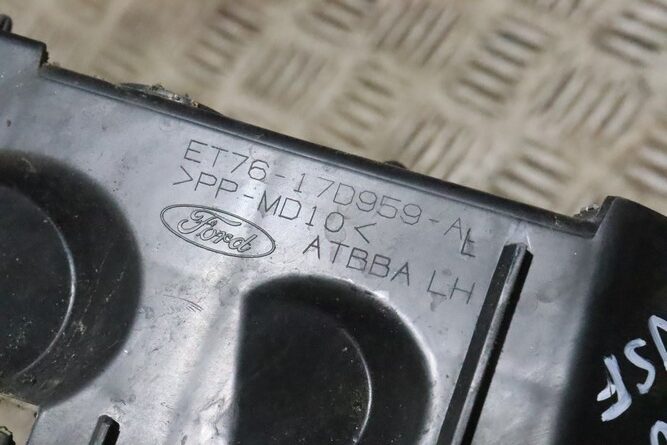 ET76-17D959-AL
>PP-MD10<
Ford
ATBBA LH